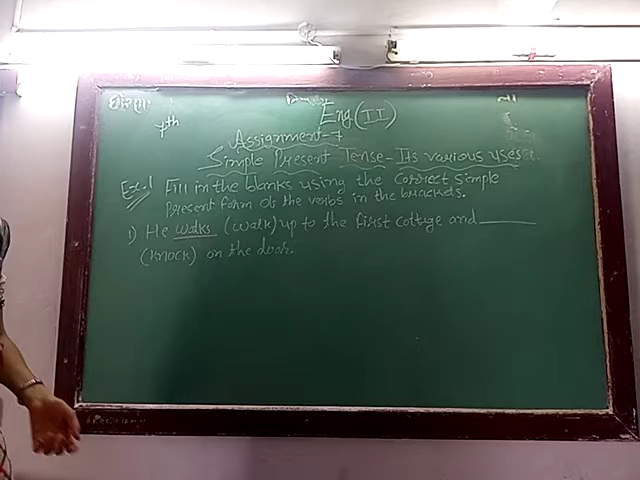 Eng (II)
Assignment-7
Simple Present Tense - Its various uses
Ex.1 Fill in the blanks using the correct simple
Present form of the verbs in the brackets.
1) He walks (walk) up to the first cottage and ______
(knock) on the door.